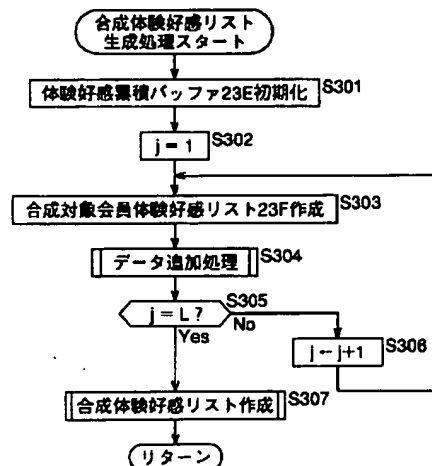 合成体験好感リスト
生成処理スタート
体験好感累積バッファ23E初期化
S301
j = 1
S302
合成対象会員体験好感リスト23F作成
S303
データ追加処理
S304
j = L ?
S305
No
Yes
j ← j+1
S306
合成体験好感リスト作成
S307
リターン